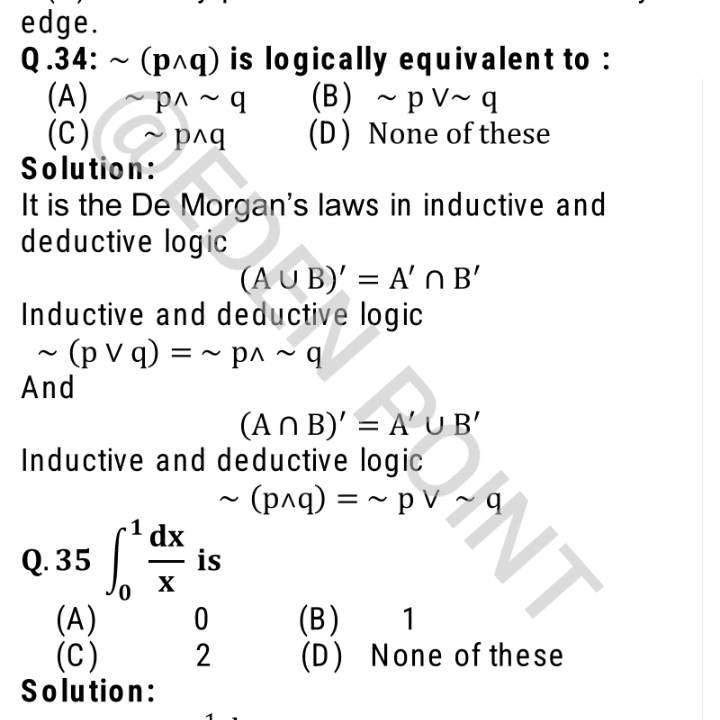 edge.
Q.34: ~ (p∧q) is logically equivalent to :
(A) ~ p∧ ~ q (B) ~ p ∨~ q
(C) ~ p∧q (D) None of these
Solution:
It is the De Morgan's laws in inductive and
deductive logic
(A ∪ B)′ = A′ ∩ B′
Inductive and deductive logic
~ (p ∨ q) = ~ p∧ ~ q
And
(A ∩ B)′ = A′ ∪ B′
Inductive and deductive logic
~ (p∧q) = ~ p ∨ ~ q
Q. 35 ∫₀¹ dx/x is
(A) 0 (B) 1
(C) 2 (D) None of these
Solution:
@EDEN POINT